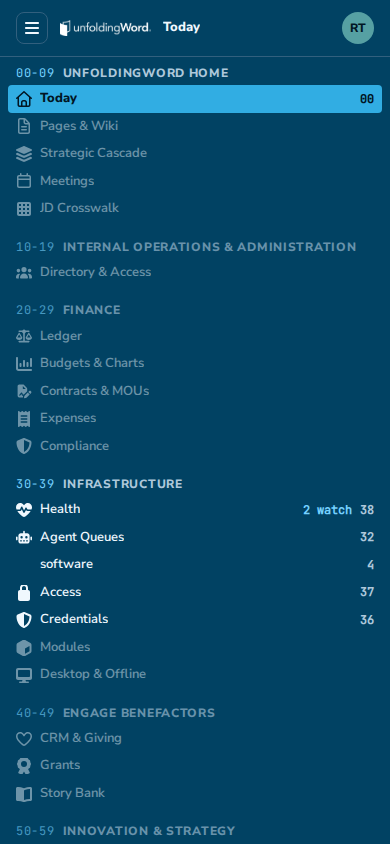 unfoldingWord. Today RT
00-09 UNFOLDINGWORD HOME
Today 00
Pages & Wiki
Strategic Cascade
Meetings
JD Crosswalk
10-19 INTERNAL OPERATIONS & ADMINISTRATION
Directory & Access
20-29 FINANCE
Ledger
Budgets & Charts
Contracts & MOUs
Expenses
Compliance
30-39 INFRASTRUCTURE
Health 2 watch 38
Agent Queues 32
software 4
Access 37
Credentials 36
Modules
Desktop & Offline
40-49 ENGAGE BENEFACTORS
CRM & Giving
Grants
Story Bank
50-59 INNOVATION & STRATEGY